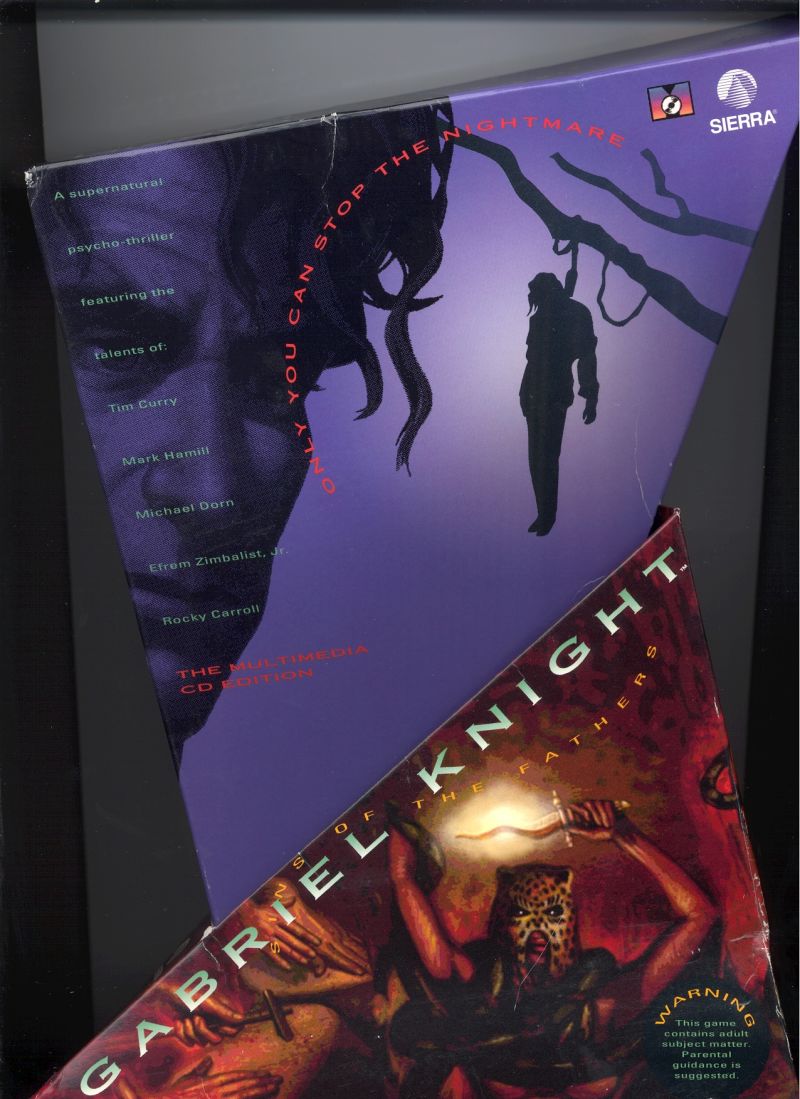 SIERRA®
ONLY YOU CAN STOP THE NIGHTMARE
A supernatural
psycho-thriller
featuring the
talents of:
Tim Curry
Mark Hamill
Michael Dorn
Efrem Zimbalist, Jr.
Rocky Carroll
THE MULTIMEDIA
CD EDITION
GABRIEL KNIGHT™
SINS OF THE FATHERS
WARNING
This game
contains adult
subject matter.
Parental
guidance is
suggested.